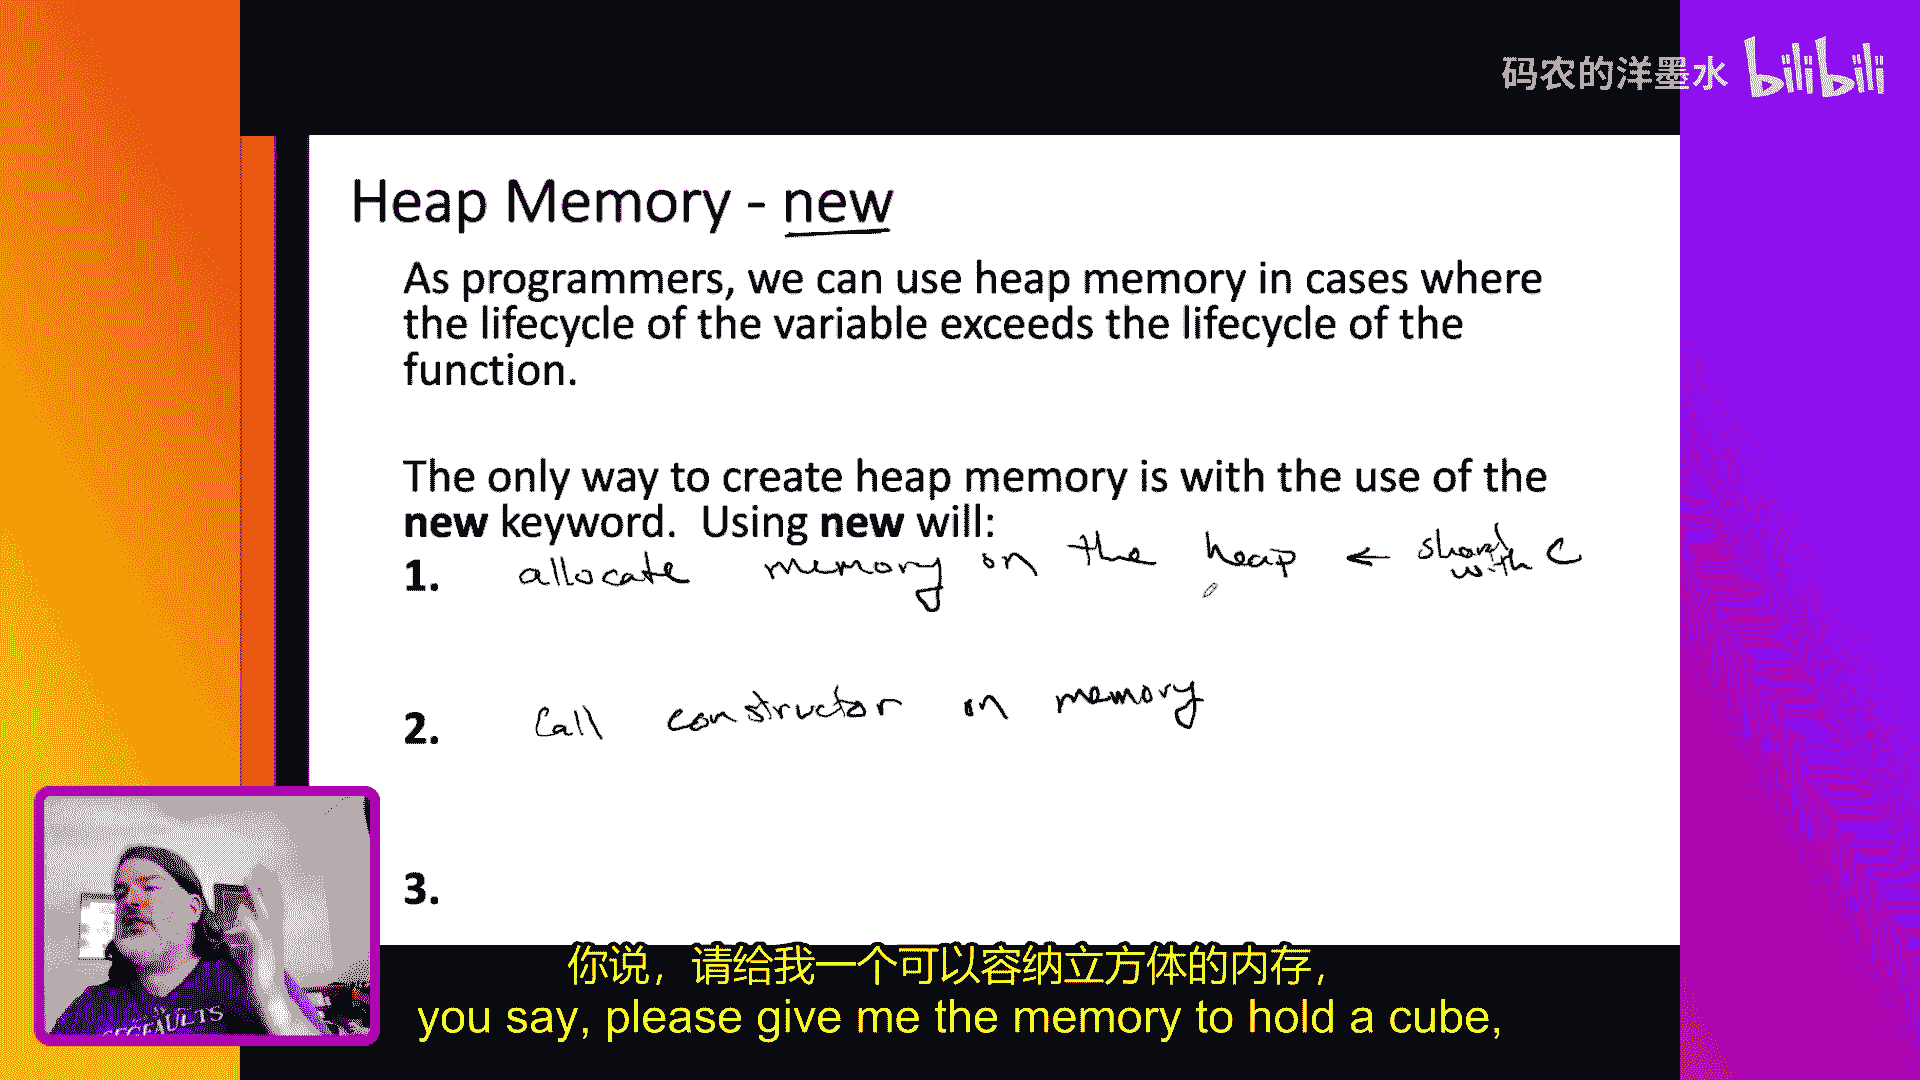 码农的洋墨水 bilibili
Heap Memory - new
As programmers, we can use heap memory in cases where
the lifecycle of the variable exceeds the lifecycle of the
function.
The only way to create heap memory is with the use of the
new keyword. Using new will:
1. allocate memory on the heap ← shared with C
2. Call constructor on memory
3.
SEGFAULTS
你说，请给我一个可以容纳立方体的内存，
you say, please give me the memory to hold a cube,